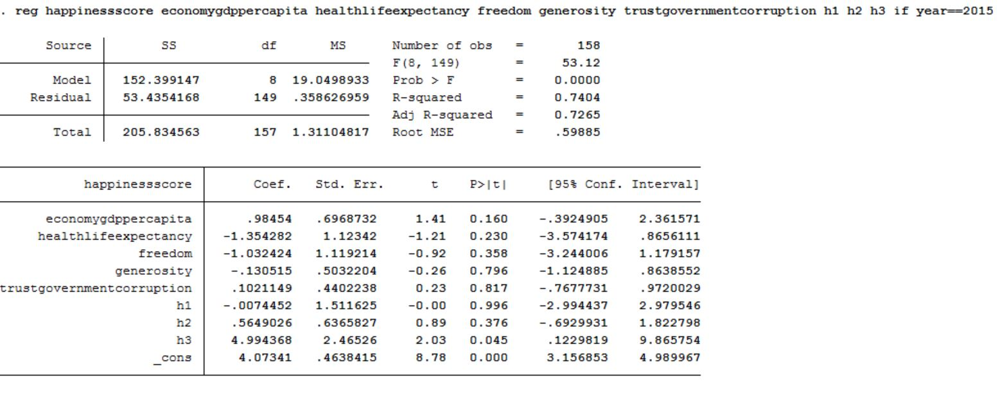 . reg happinessscore economygdppercapita healthlifeexpectancy freedom generosity trustgovernmentcorruption h1 h2 h3 if year==2015
Source SS df MS Number of obs = 158
F(8, 149) = 53.12
Model 152.399147 8 19.0498933 Prob > F = 0.0000
Residual 53.4354168 149 .358626959 R-squared = 0.7404
Adj R-squared = 0.7265
Total 205.834563 157 1.31104817 Root MSE = .59885
happinessscore Coef. Std. Err. t P>|t| [95% Conf. Interval]
economygdppercapita .98454 .6968732 1.41 0.160 -.3924905 2.361571
healthlifeexpectancy -1.354282 1.12342 -1.21 0.230 -3.574174 .8656111
freedom -1.032424 1.119214 -0.92 0.358 -3.244006 1.179157
generosity -.130515 .5032204 -0.26 0.796 -1.124885 .8638552
trustgovernmentcorruption .1021149 .4402238 0.23 0.817 -.7677731 .9720029
h1 -.0074452 1.511625 -0.00 0.996 -2.994437 2.979546
h2 .5649026 .6365827 0.89 0.376 -.6929931 1.822798
h3 4.994368 2.46526 2.03 0.045 .1229819 9.865754
_cons 4.07341 .4638415 8.78 0.000 3.156853 4.989967